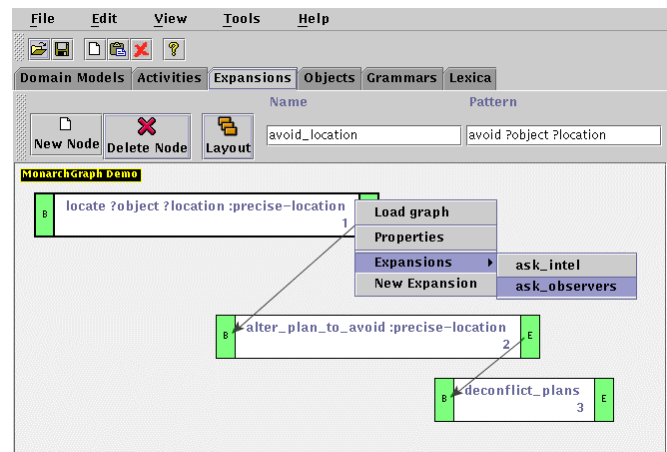 File Edit View Tools Help
Domain Models Activities Expansions Objects Grammars Lexica
Name Pattern
New Node Delete Node Layout avoid_location avoid ?object ?location
MonarchGraph Demo
B locate ?object ?location :precise-location
1
Load graph
Properties
Expansions ask_intel
New Expansion ask_observers
B alter_plan_to_avoid :precise-location E
2
B deconflict_plans E
3